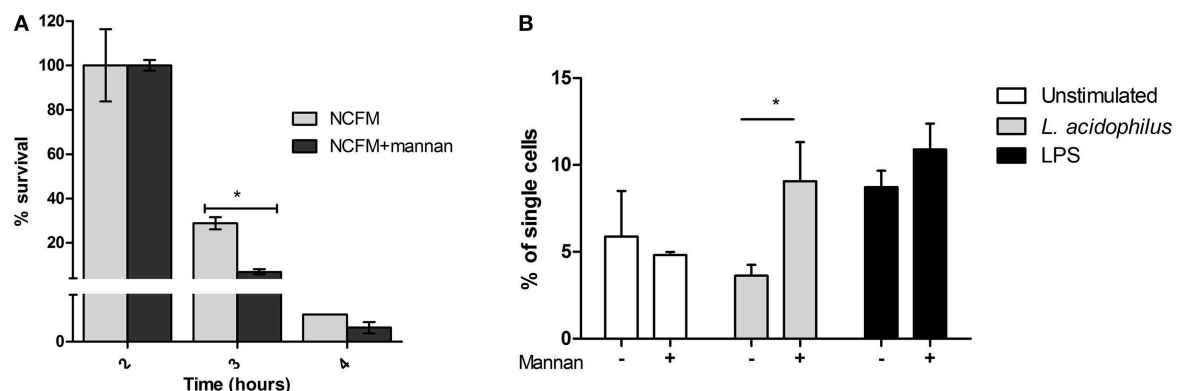 A
120
100
80
60
40
20
0
% survival
NCFM
NCFM+mannan
*
2 3 4
Time (hours)
B
15
10
5
0
% of single cells
*
Unstimulated
L. acidophilus
LPS
Mannan - + - + - +